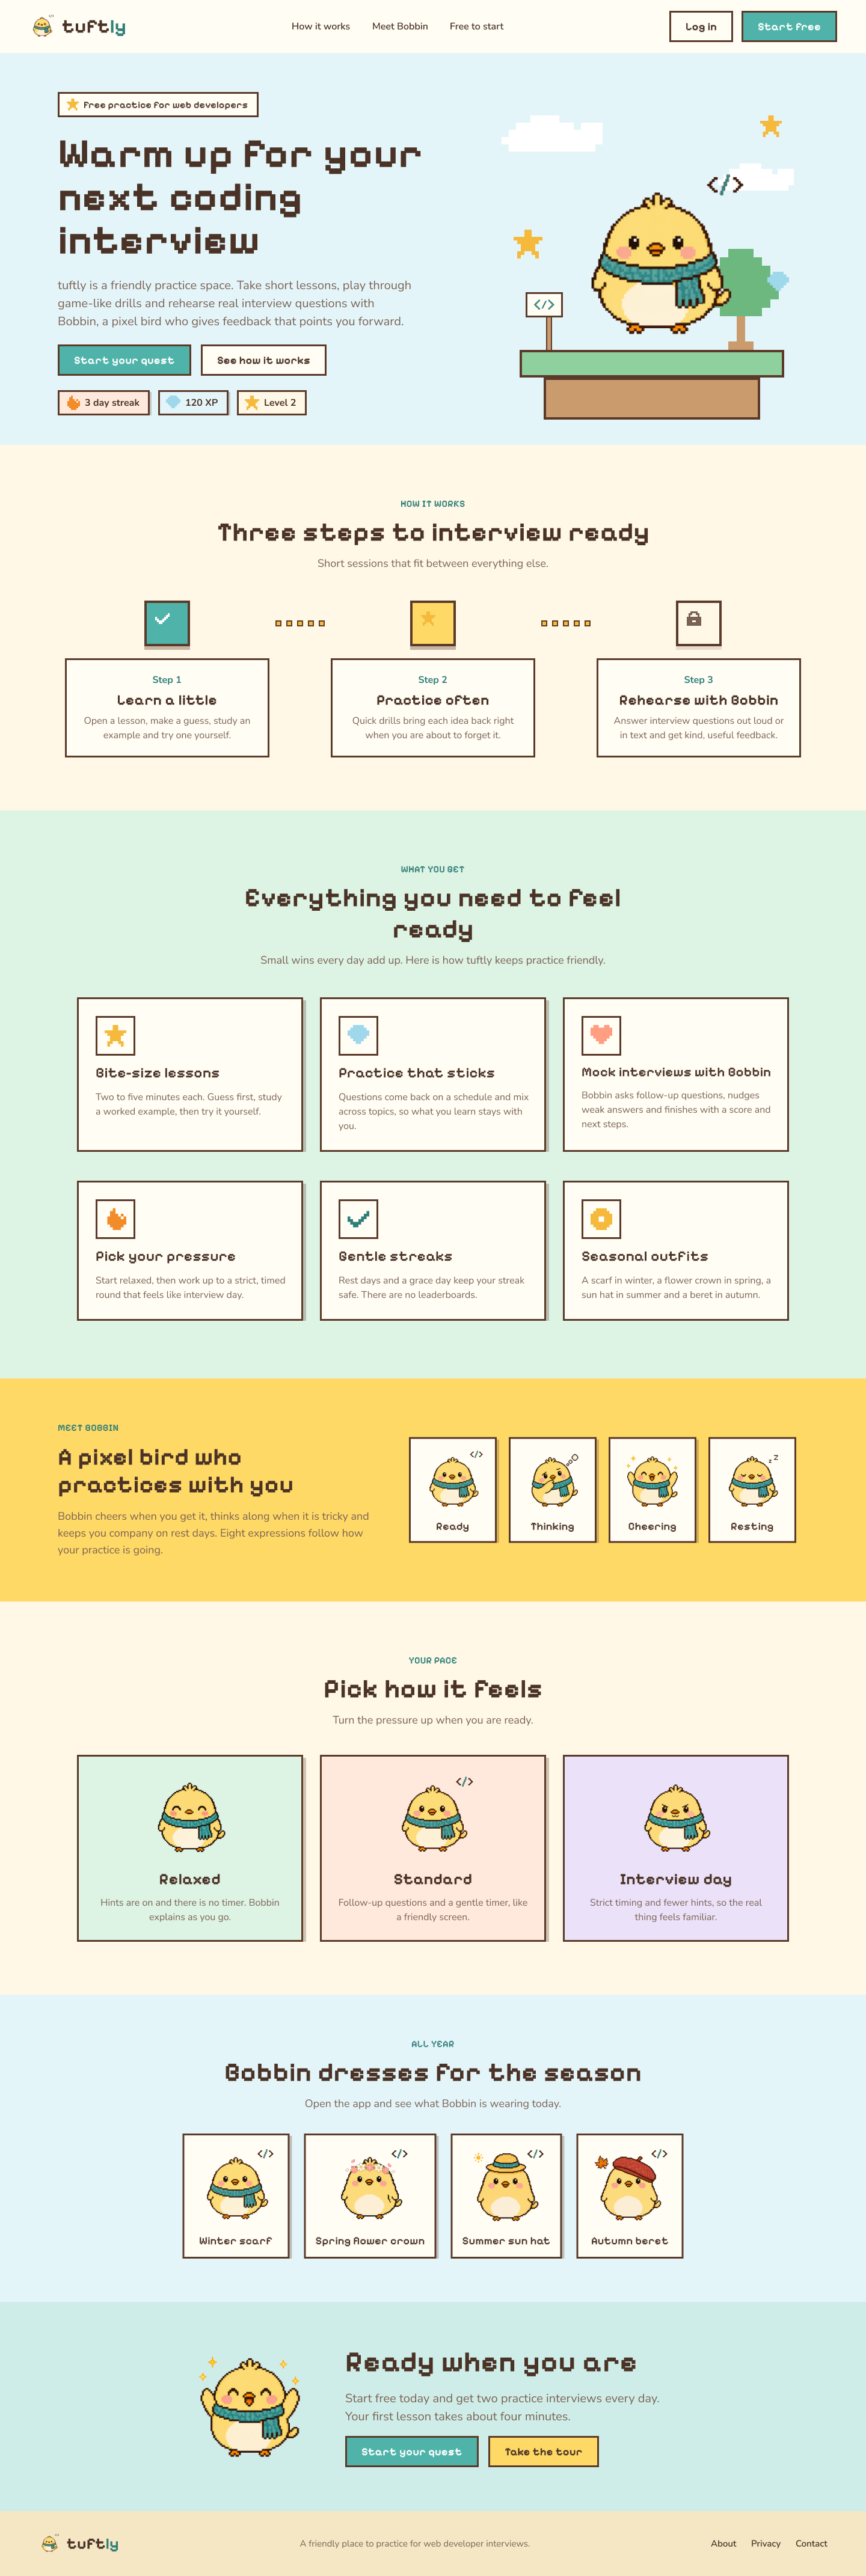 tuftly
How it works Meet Bobbin Free to start
Log in Start free
Free practice for web developers
Warm up for your
next coding
interview
tuftly is a friendly practice space. Take short lessons, play through
game-like drills and rehearse real interview questions with
Bobbin, a pixel bird who gives feedback that points you forward.
Start your quest See how it works
3 day streak 120 XP Level 2
</>
</>
HOW IT WORKS
Three steps to interview ready
Short sessions that fit between everything else.
Step 1
Learn a little
Open a lesson, make a guess, study an
example and try one yourself.
Step 2
Practice often
Quick drills bring each idea back right
when you are about to forget it.
Step 3
Rehearse with Bobbin
Answer interview questions out loud or
in text and get kind, useful feedback.
WHAT YOU GET
Everything you need to feel
ready
Small wins every day add up. Here is how tuftly keeps practice friendly.
Bite-size lessons
Two to five minutes each. Guess first, study
a worked example, then try it yourself.
Practice that sticks
Questions come back on a schedule and mix
across topics, so what you learn stays with
you.
Mock interviews with Bobbin
Bobbin asks follow-up questions, nudges
weak answers and finishes with a score and
next steps.
Pick your pressure
Start relaxed, then work up to a strict, timed
round that feels like interview day.
Gentle streaks
Rest days and a grace day keep your streak
safe. There are no leaderboards.
Seasonal outfits
A scarf in winter, a flower crown in spring, a
sun hat in summer and a beret in autumn.
MEET BOBBIN
A pixel bird who
practices with you
Bobbin cheers when you get it, thinks along when it is tricky and
keeps you company on rest days. Eight expressions follow how
your practice is going.
</>
Ready
Thinking
Cheering
z Z
Resting
YOUR PACE
Pick how it feels
Turn the pressure up when you are ready.
Relaxed
Hints are on and there is no timer. Bobbin
explains as you go.
</>
Standard
Follow-up questions and a gentle timer, like
a friendly screen.
Interview day
Strict timing and fewer hints, so the real
thing feels familiar.
ALL YEAR
Bobbin dresses for the season
Open the app and see what Bobbin is wearing today.
</>
Winter scarf
</>
Spring flower crown
</>
Summer sun hat
</>
Autumn beret
Ready when you are
Start free today and get two practice interviews every day.
Your first lesson takes about four minutes.
Start your quest Take the tour
tuftly
A friendly place to practice for web developer interviews.
About Privacy Contact